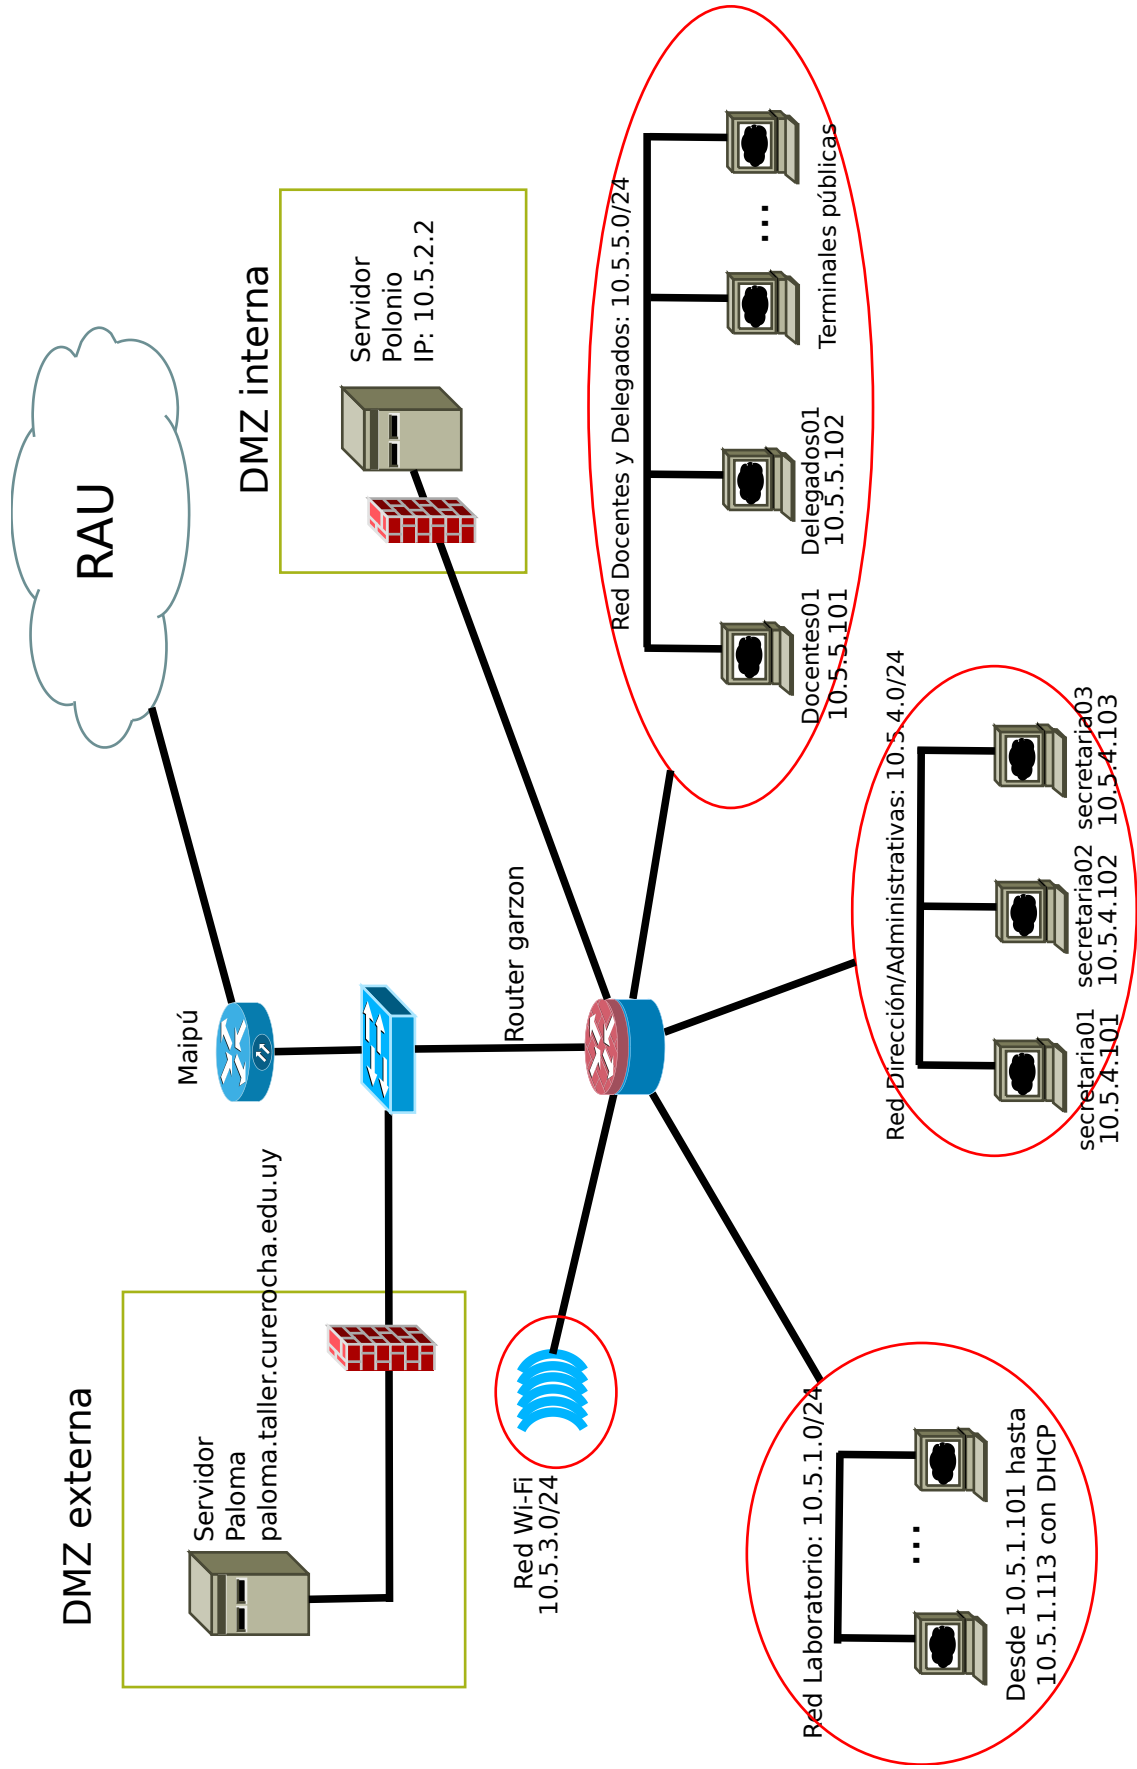 DMZ externa
Servidor
Paloma
paloma.taller.curerocha.edu.uy
Maipú
RAU
DMZ interna
Servidor
Polonio
IP: 10.5.2.2
Router garzon
Red Wi-Fi
10.5.3.0/24
Red Docentes y Delegados: 10.5.5.0/24
Docentes01
10.5.5.101
Delegados01
10.5.5.102
...
Terminales públicas
Red Laboratorio: 10.5.1.0/24
...
Desde 10.5.1.101 hasta
10.5.1.113 con DHCP
Red Dirección/Administrativas: 10.5.4.0/24
secretaria01
10.5.4.101
secretaria02
10.5.4.102
secretaria03
10.5.4.103